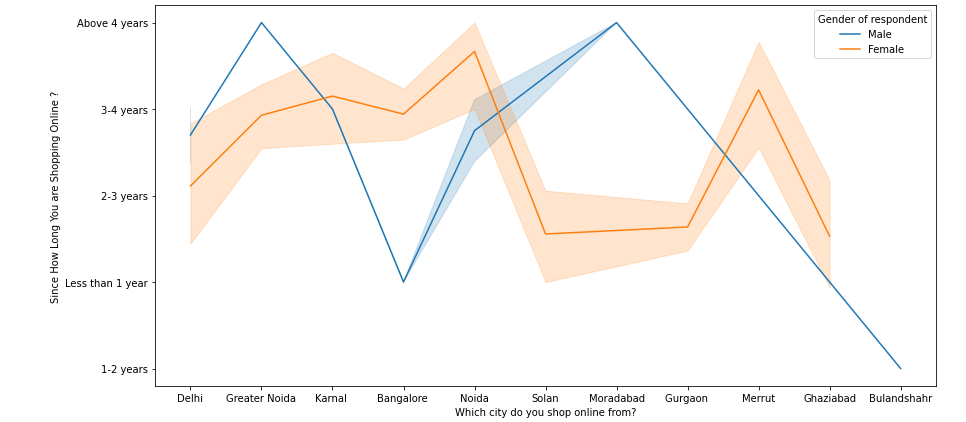 Gender of respondent
Male
Female
Since How Long You are Shopping Online ?
Above 4 years
3-4 years
2-3 years
Less than 1 year
1-2 years
Delhi Greater Noida Karnal Bangalore Noida Solan Moradabad Gurgaon Merrut Ghaziabad Bulandshahr
Which city do you shop online from?